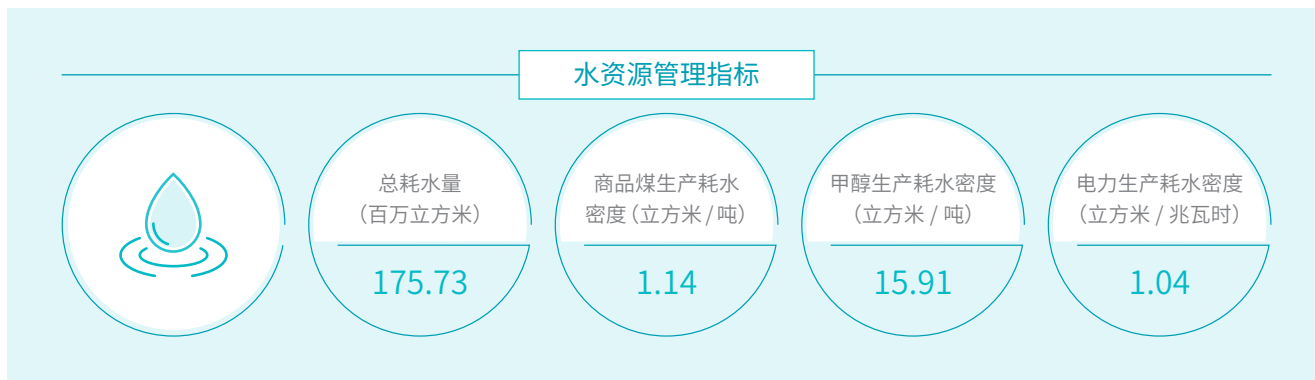 水资源管理指标
总耗水量
（百万立方米）
175.73
商品煤生产耗水
密度（立方米 / 吨）
1.14
甲醇生产耗水密度
（立方米 / 吨）
15.91
电力生产耗水密度
（立方米 / 兆瓦时）
1.04